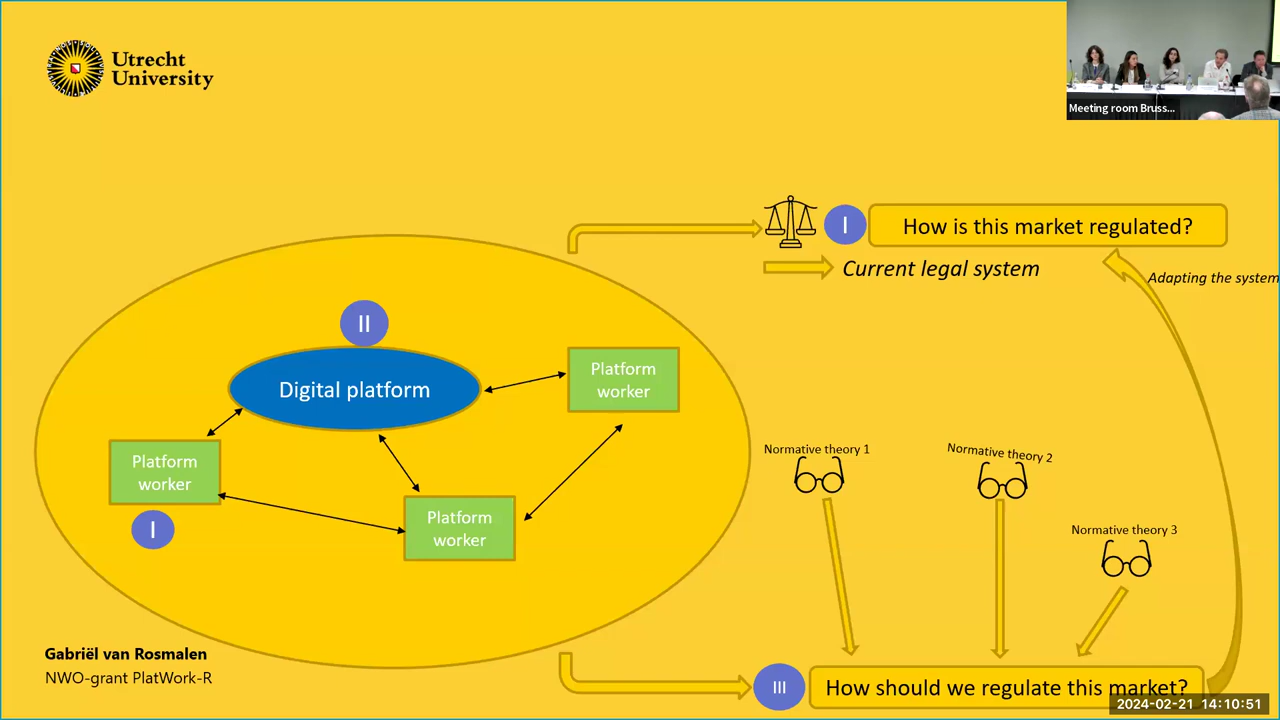 Utrecht
University
Meeting room Bruss...
I
How is this market regulated?
Current legal system
Adapting the system
II
Digital platform
Platform
worker
Platform
worker
I
Platform
worker
Normative theory 1
Normative theory 2
Normative theory 3
Gabriël van Rosmalen
NWO-grant PlatWork-R
III
How should we regulate this market?
2024-02-21 14:10:51